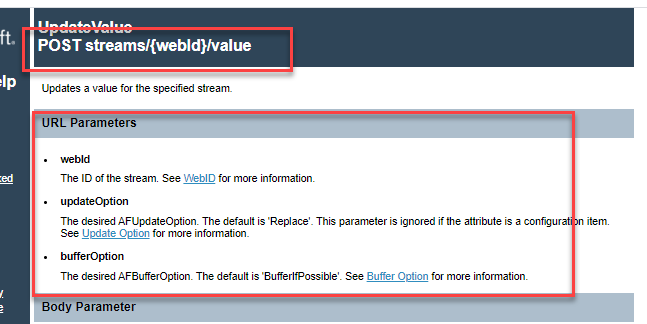 UpdateValue
ft.
POST streams/{webId}/value
elp
Updates a value for the specified stream.
URL Parameters
• webId
The ID of the stream. See WebID for more information.
ted
• updateOption
The desired AFUpdateOption. The default is 'Replace'. This parameter is ignored if the attribute is a configuration item.
See Update Option for more information.
• bufferOption
The desired AFBufferOption. The default is 'BufferIfPossible'. See Buffer Option for more information.
y
e
Body Parameter